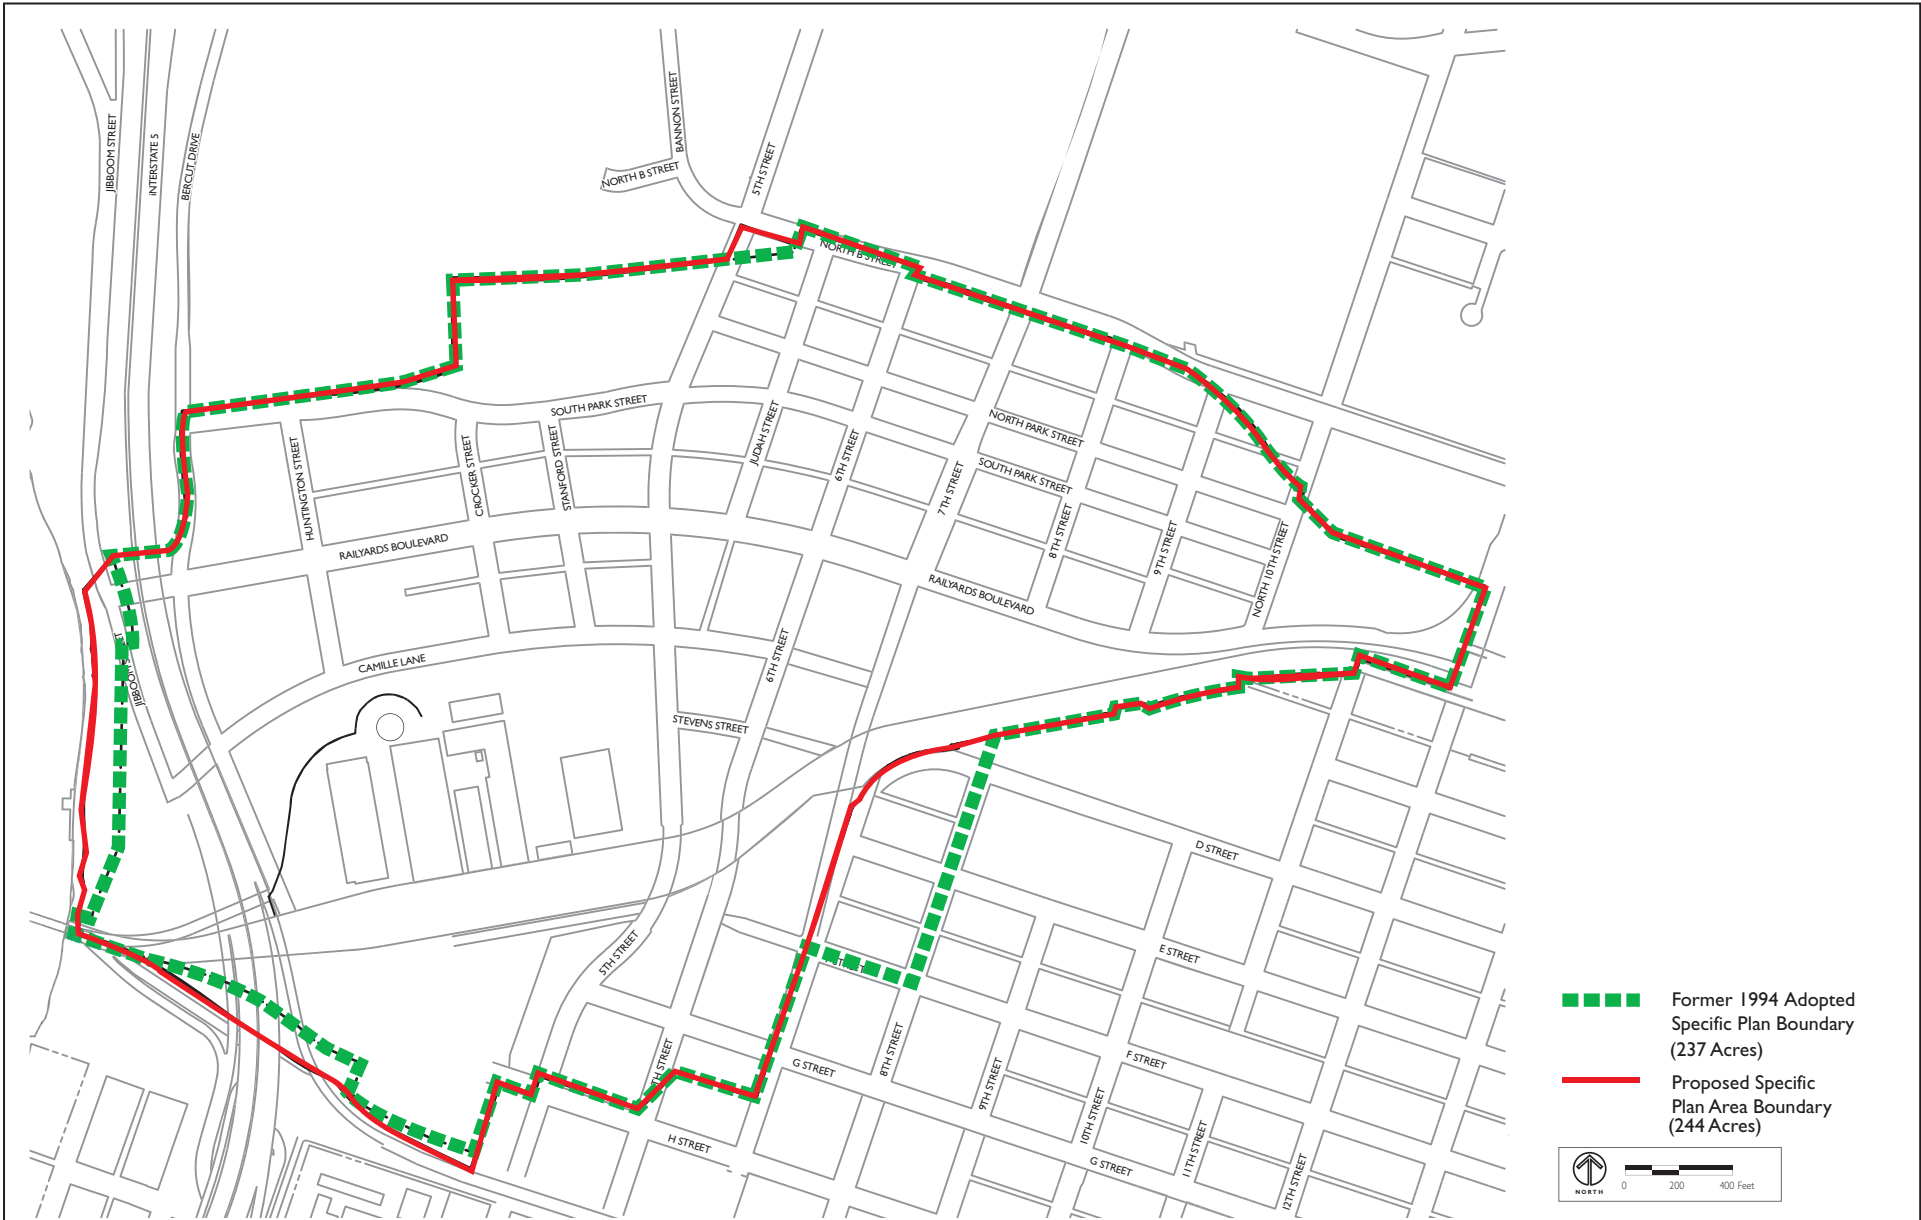 JIBBOOM STREET
INTERSTATE 5
BERCUT DRIVE
BANNON STREET
NORTH B STREET
5TH STREET
NORTH B STREET
SOUTH PARK STREET
HUNTINGTON STREET
CROCKER STREET
STANFORD STREET
JUDAH STREET
6TH STREET
7TH STREET
NORTH PARK STREET
SOUTH PARK STREET
8TH STREET
9TH STREET
NORTH 10TH STREET
RAILYARDS BOULEVARD
RAILYARDS BOULEVARD
JIBBOOM
CAMILLE LANE
6TH STREET
STEVENS STREET
D STREET
E STREET
5TH STREET
STREET
TH STREET
G STREET
8TH STREET
9TH STREET
F STREET
10TH STREET
11TH STREET
12TH STREET
H STREET
G STREET
Former 1994 Adopted
Specific Plan Boundary
(237 Acres)
Proposed Specific
Plan Area Boundary
(244 Acres)
NORTH
0 200 400 Feet